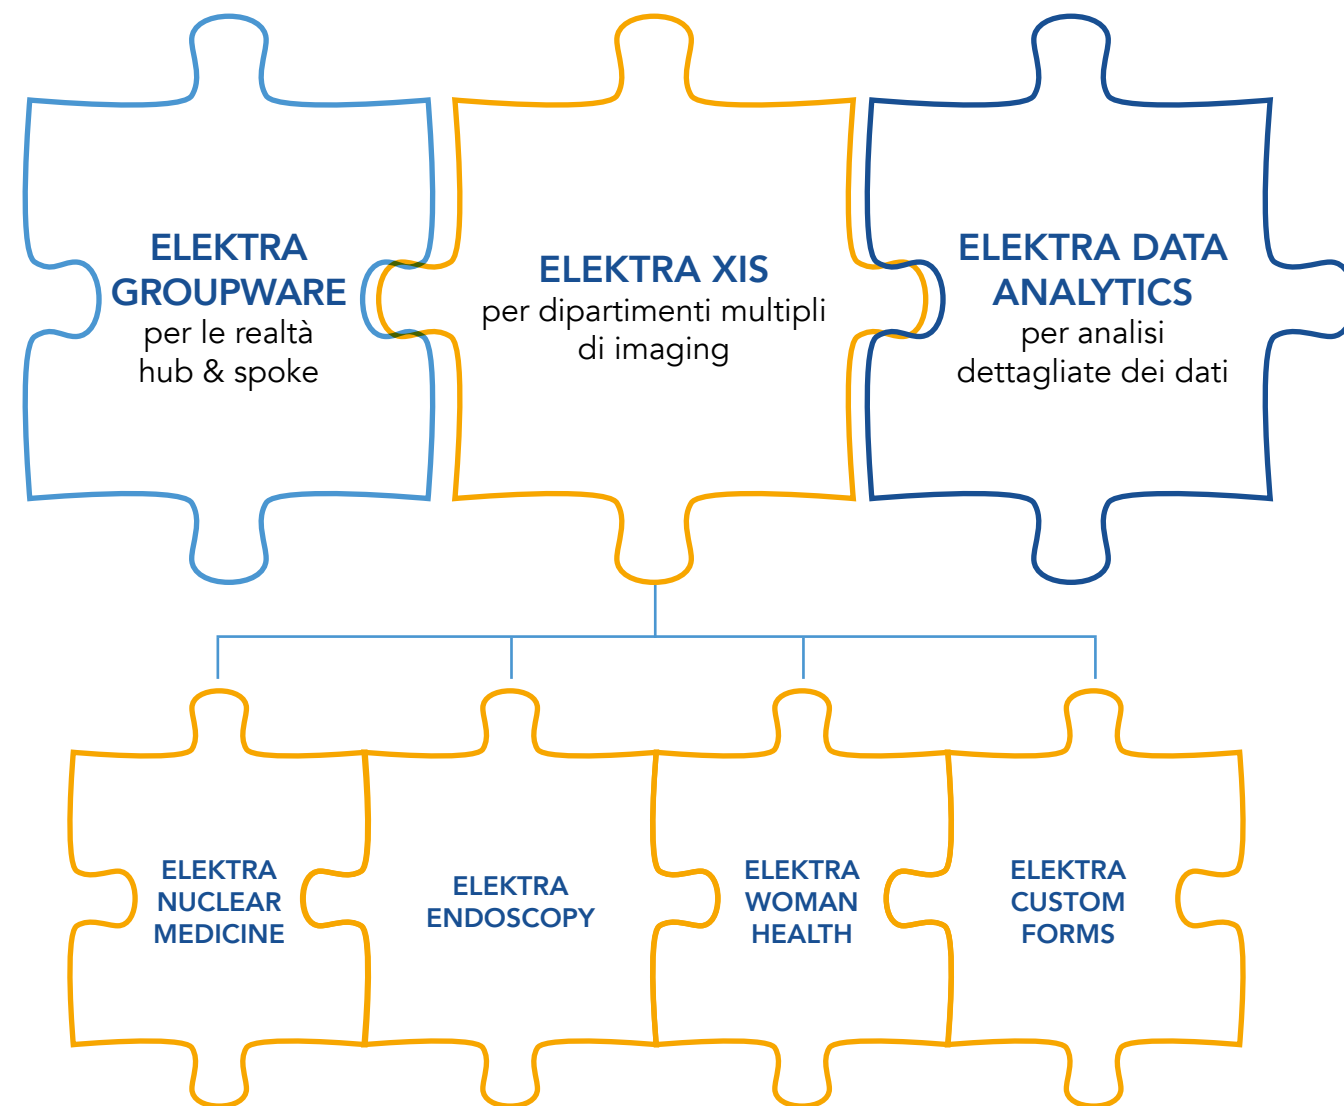 ELEKTRA
GROUPWARE
per le realtà
hub & spoke
ELEKTRA XIS
per dipartimenti multipli
di imaging
ELEKTRA DATA
ANALYTICS
per analisi
dettagliate dei dati
ELEKTRA
NUCLEAR
MEDICINE
ELEKTRA
ENDOSCOPY
ELEKTRA
WOMAN
HEALTH
ELEKTRA
CUSTOM
FORMS